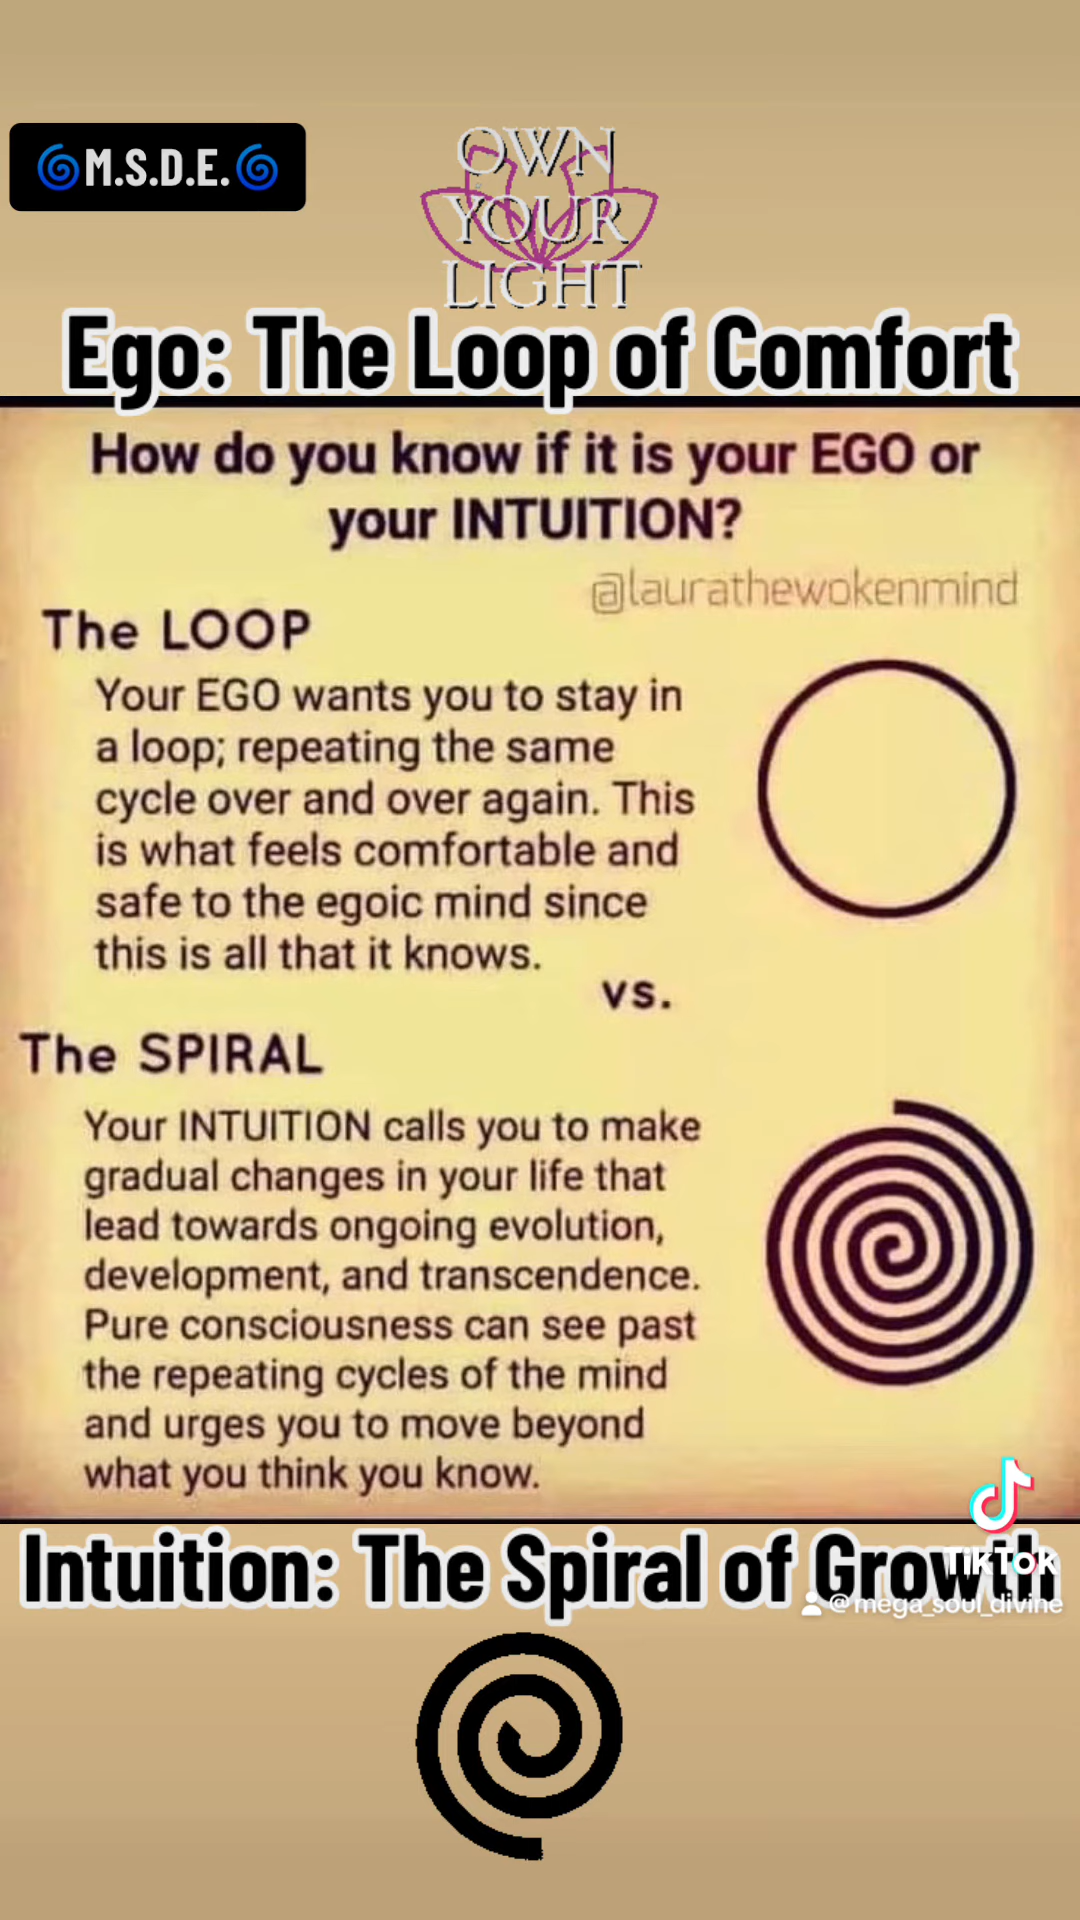 🌀M.S.D.E.🌀
OWN
YOUR
LIGHT
Ego: The Loop of Comfort
How do you know if it is your EGO or
your INTUITION?
@laurathewokenmind
The LOOP
Your EGO wants you to stay in
a loop; repeating the same
cycle over and over again. This
is what feels comfortable and
safe to the egoic mind since
this is all that it knows.
vs.
The SPIRAL
Your INTUITION calls you to make
gradual changes in your life that
lead towards ongoing evolution,
development, and transcendence.
Pure consciousness can see past
the repeating cycles of the mind
and urges you to move beyond
what you think you know.
Intuition: The Spiral of Growth
TikTok
@mega_soul_divine